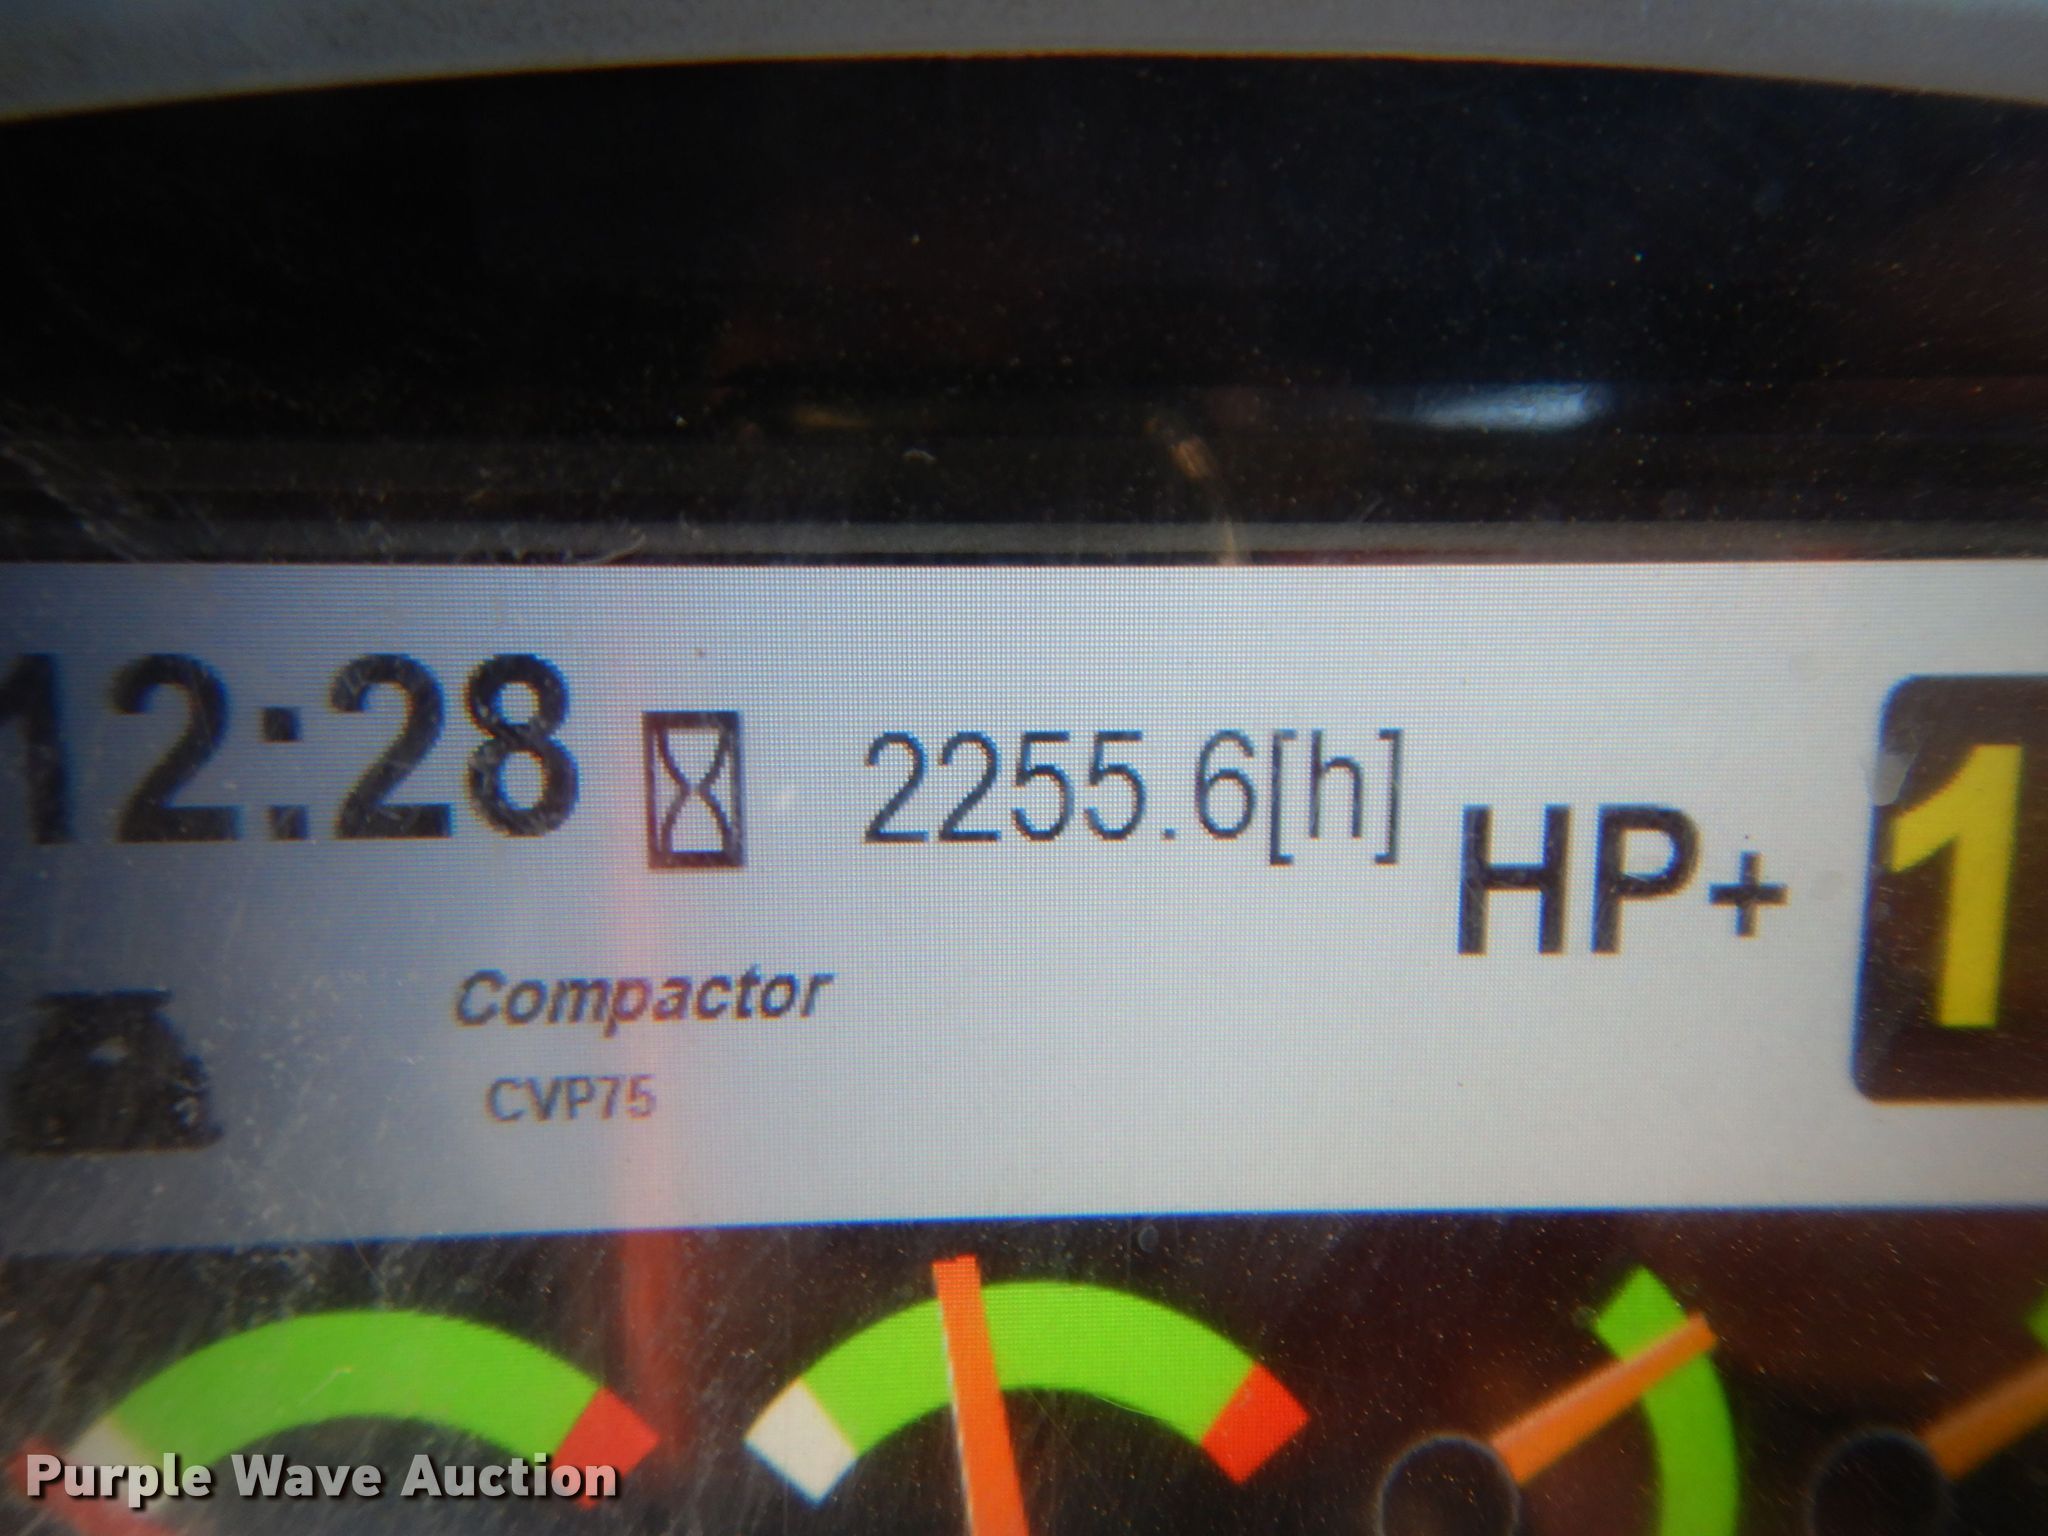 12:28
2255.6[h]
HP+
1
Compactor
CVP75
Purple Wave Auction